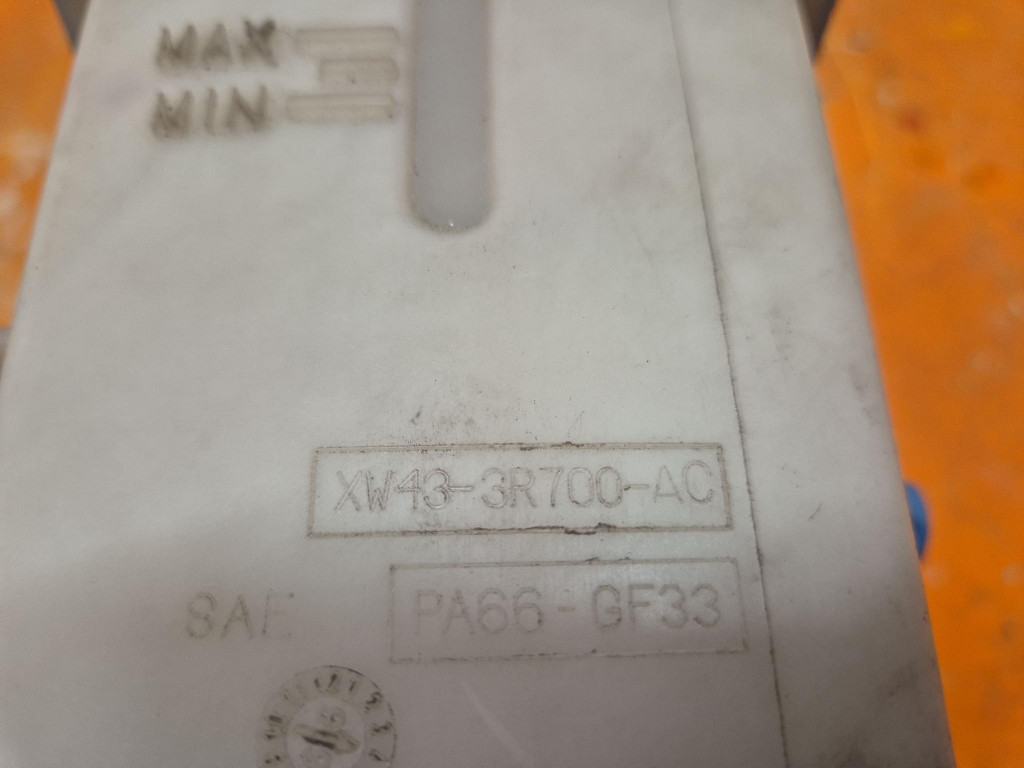 MAX
MIN
XW43-3R700-AC
SAE PA66-GF33